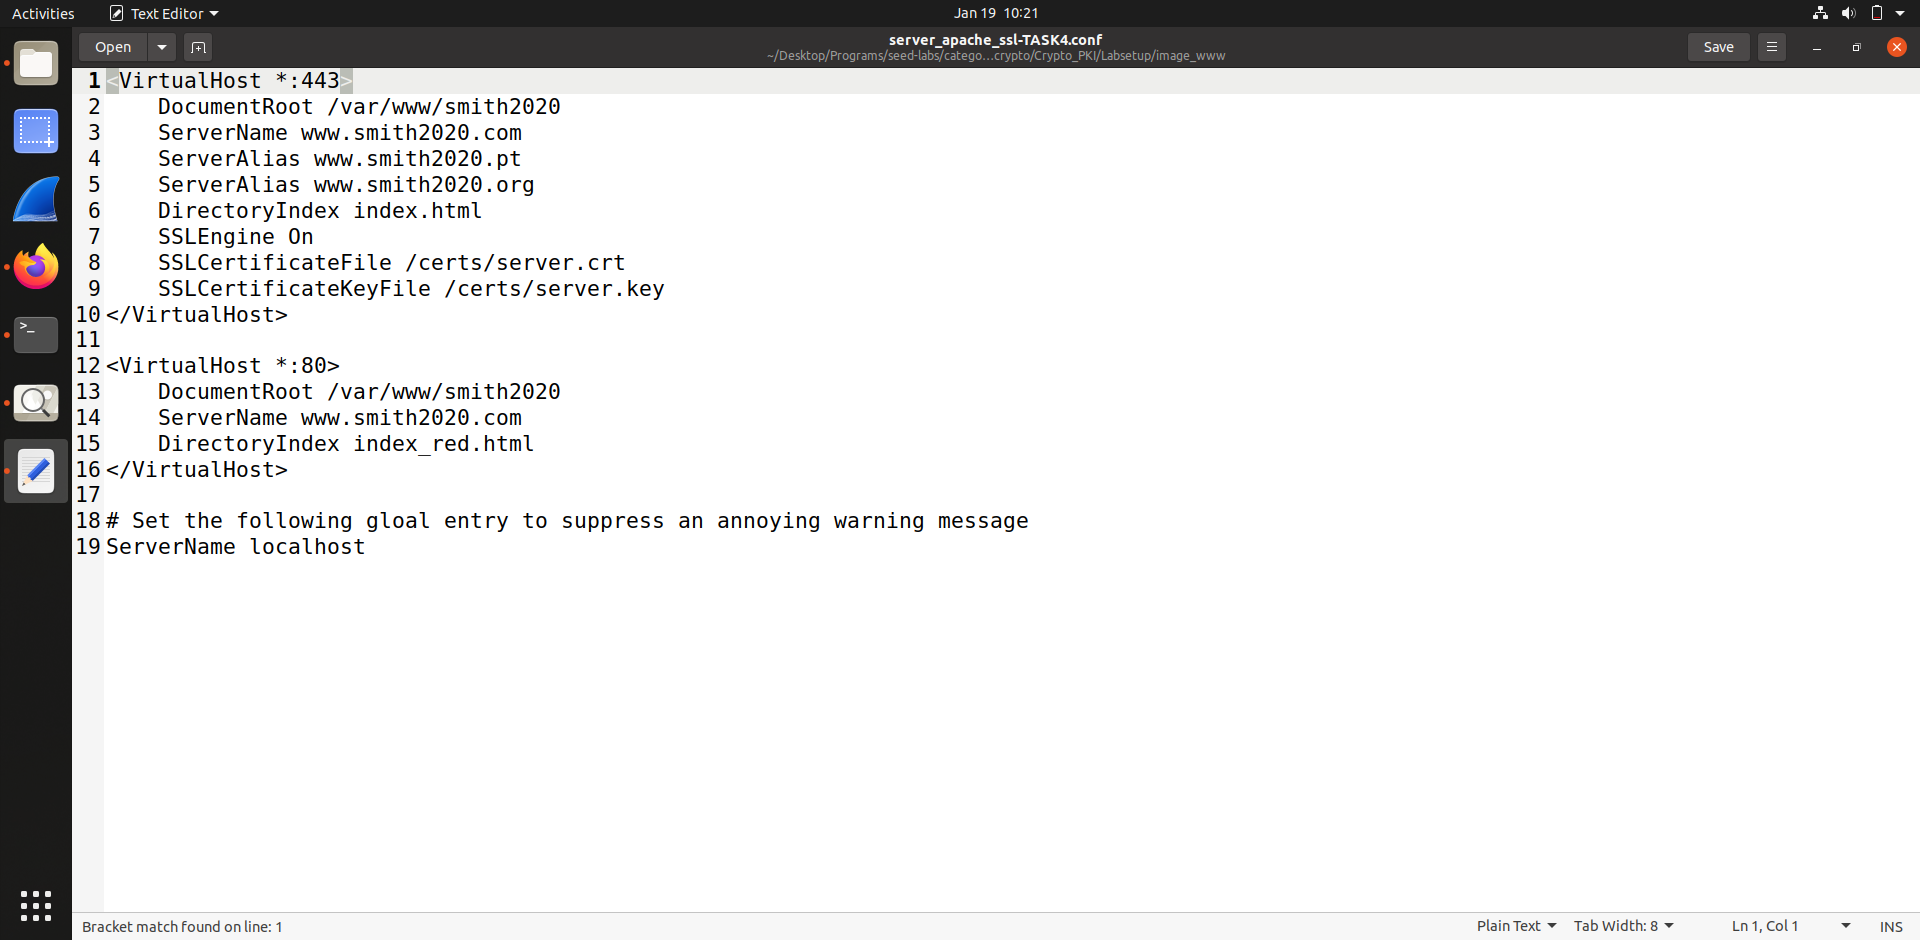 Activities Text Editor Jan 19 10:21
Open server_apache_ssl-TASK4.conf Save
~/Desktop/Programs/seed-labs/catego...crypto/Crypto_PKI/Labsetup/image_www
1 <VirtualHost *:443>
2     DocumentRoot /var/www/smith2020
3     ServerName www.smith2020.com
4     ServerAlias www.smith2020.pt
5     ServerAlias www.smith2020.org
6     DirectoryIndex index.html
7     SSLEngine On
8     SSLCertificateFile /certs/server.crt
9     SSLCertificateKeyFile /certs/server.key
10 </VirtualHost>
11
12 <VirtualHost *:80>
13     DocumentRoot /var/www/smith2020
14     ServerName www.smith2020.com
15     DirectoryIndex index_red.html
16 </VirtualHost>
17
18 # Set the following gloal entry to suppress an annoying warning message
19 ServerName localhost
Bracket match found on line: 1 Plain Text Tab Width: 8 Ln 1, Col 1 INS